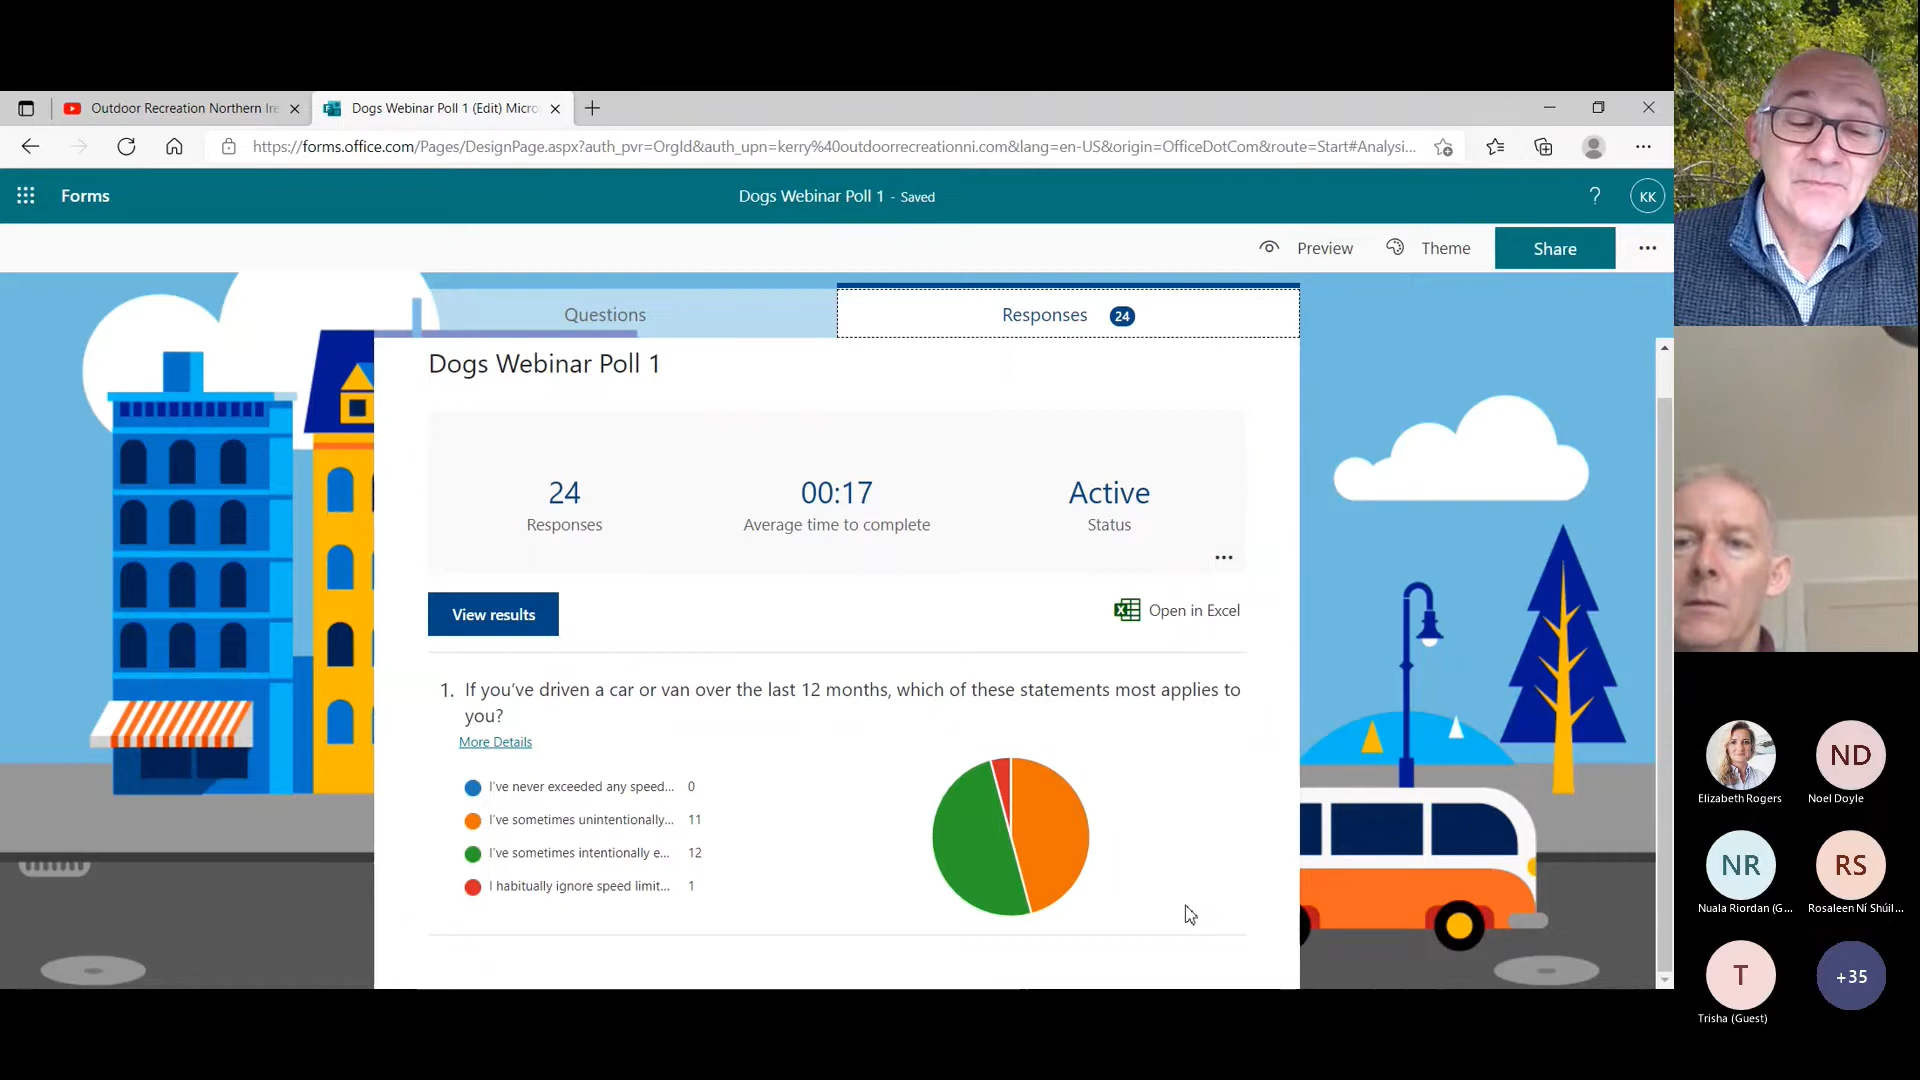 Outdoor Recreation Northern Ire
Dogs Webinar Poll 1 (Edit) Micro
https://forms.office.com/Pages/DesignPage.aspx?auth_pvr=OrgId&auth_upn=kerry%40outdoorrecreationni.com&lang=en-US&origin=OfficeDotCom&route=Start#Analysi...
Forms
Dogs Webinar Poll 1 - Saved
?
KK
Preview
Theme
Share
Questions
Responses 24
Dogs Webinar Poll 1
24
Responses
00:17
Average time to complete
Active
Status
View results
Open in Excel
1. If you've driven a car or van over the last 12 months, which of these statements most applies to
you?
More Details
I've never exceeded any speed... 0
I've sometimes unintentionally... 11
I've sometimes intentionally e... 12
I habitually ignore speed limit... 1
Elizabeth Rogers
ND
Noel Doyle
NR
Nuala Riordan (G...
RS
Rosaleen Ní Shúil...
T
Trisha (Guest)
+35